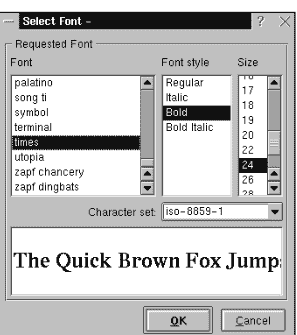 Select Font -
? X
Requested Font
Font
Font style
Size
palatino
song ti
symbol
terminal
times
utopia
zapf chancery
zapf dingbats
Regular
Italic
Bold
Bold Italic
16
17
18
19
20
22
24
26
28
Character set: iso-8859-1
The Quick Brown Fox Jump
OK
Cancel